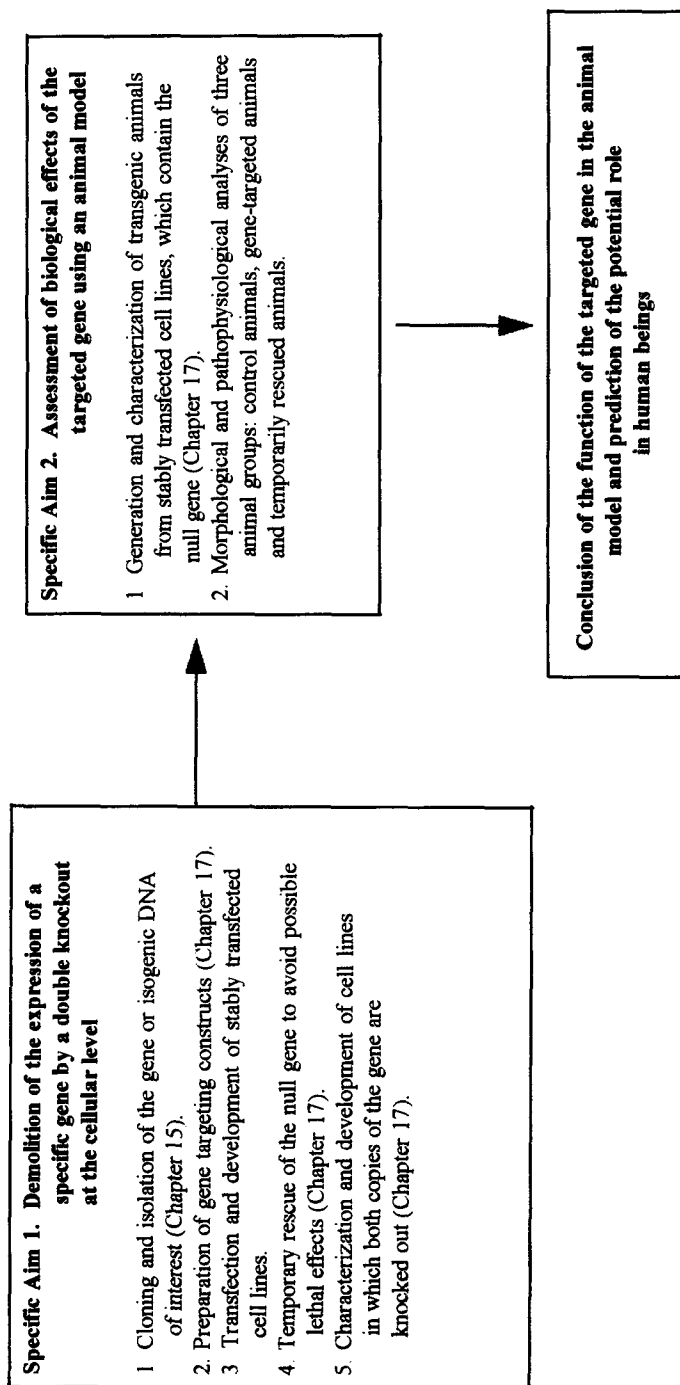 Specific Aim 1. Demolition of the expression of a
specific gene by a double knockout
at the cellular level
1 Cloning and isolation of the gene or isogenic DNA
of interest (Chapter 15).
2. Preparation of gene targeting constructs (Chapter 17).
3 Transfection and development of stably transfected
cell lines.
4. Temporary rescue of the null gene to avoid possible
lethal effects (Chapter 17).
5. Characterization and development of cell lines
in which both copies of the gene are
knocked out (Chapter 17).
Specific Aim 2. Assessment of biological effects of the
targeted gene using an animal model
1 Generation and characterization of transgenic animals
from stably transfected cell lines, which contain the
null gene (Chapter 17).
2. Morphological and pathophysiological analyses of three
animal groups: control animals, gene-targeted animals
and temporarily rescued animals.
Conclusion of the function of the targeted gene in the animal
model and prediction of the potential role
in human beings